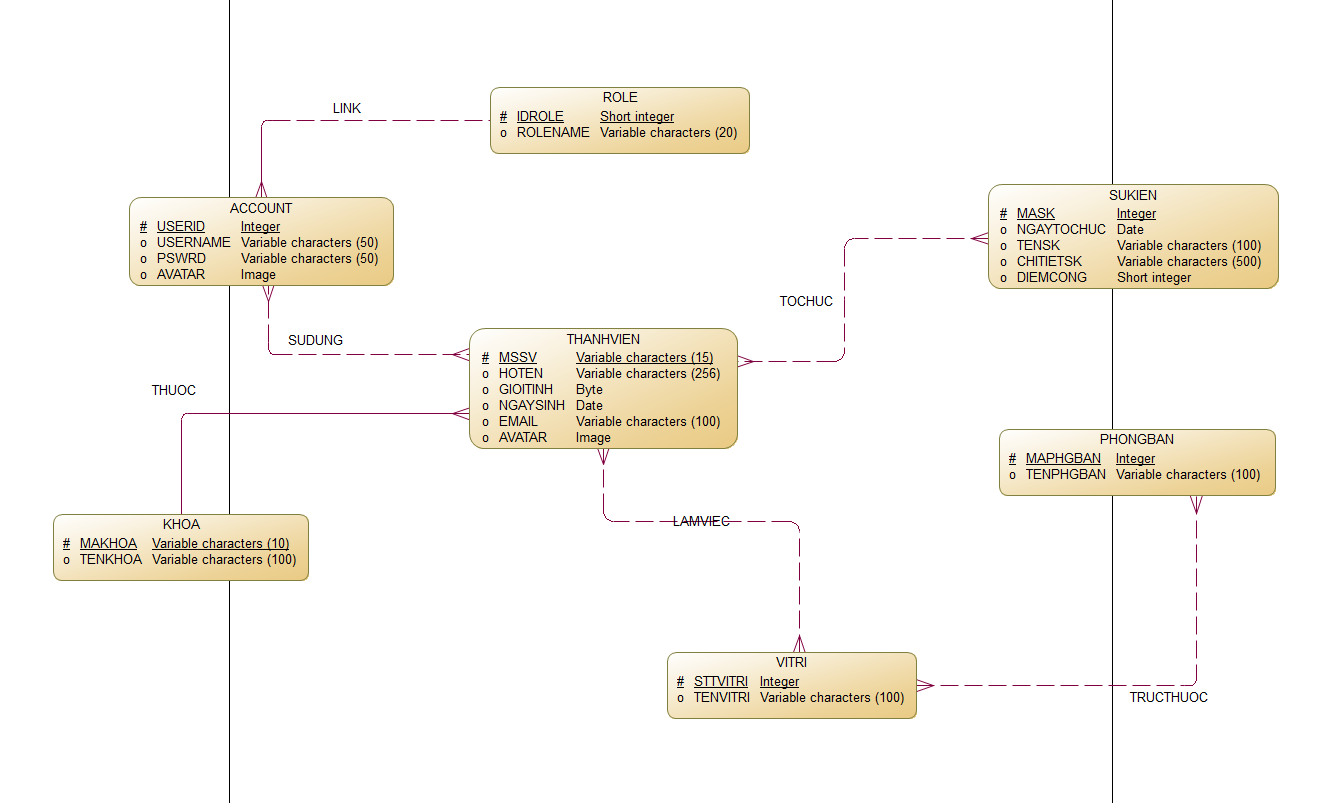 LINK
ROLE
# IDROLE Short integer
o ROLENAME Variable characters (20)
ACCOUNT
# USERID Integer
o USERNAME Variable characters (50)
o PSWRD Variable characters (50)
o AVATAR Image
SUKIEN
# MASK Integer
o NGAYTOCHUC Date
o TENSK Variable characters (100)
o CHITIETSK Variable characters (500)
o DIEMCONG Short integer
TOCHUC
SUDUNG
THANHVIEN
# MSSV Variable characters (15)
o HOTEN Variable characters (256)
o GIOITINH Byte
o NGAYSINH Date
o EMAIL Variable characters (100)
o AVATAR Image
THUOC
PHONGBAN
# MAPHGBAN Integer
o TENPHGBAN Variable characters (100)
KHOA
# MAKHOA Variable characters (10)
o TENKHOA Variable characters (100)
LAMVIEC
VITRI
# STTVITRI Integer
o TENVITRI Variable characters (100)
TRUCTHUOC